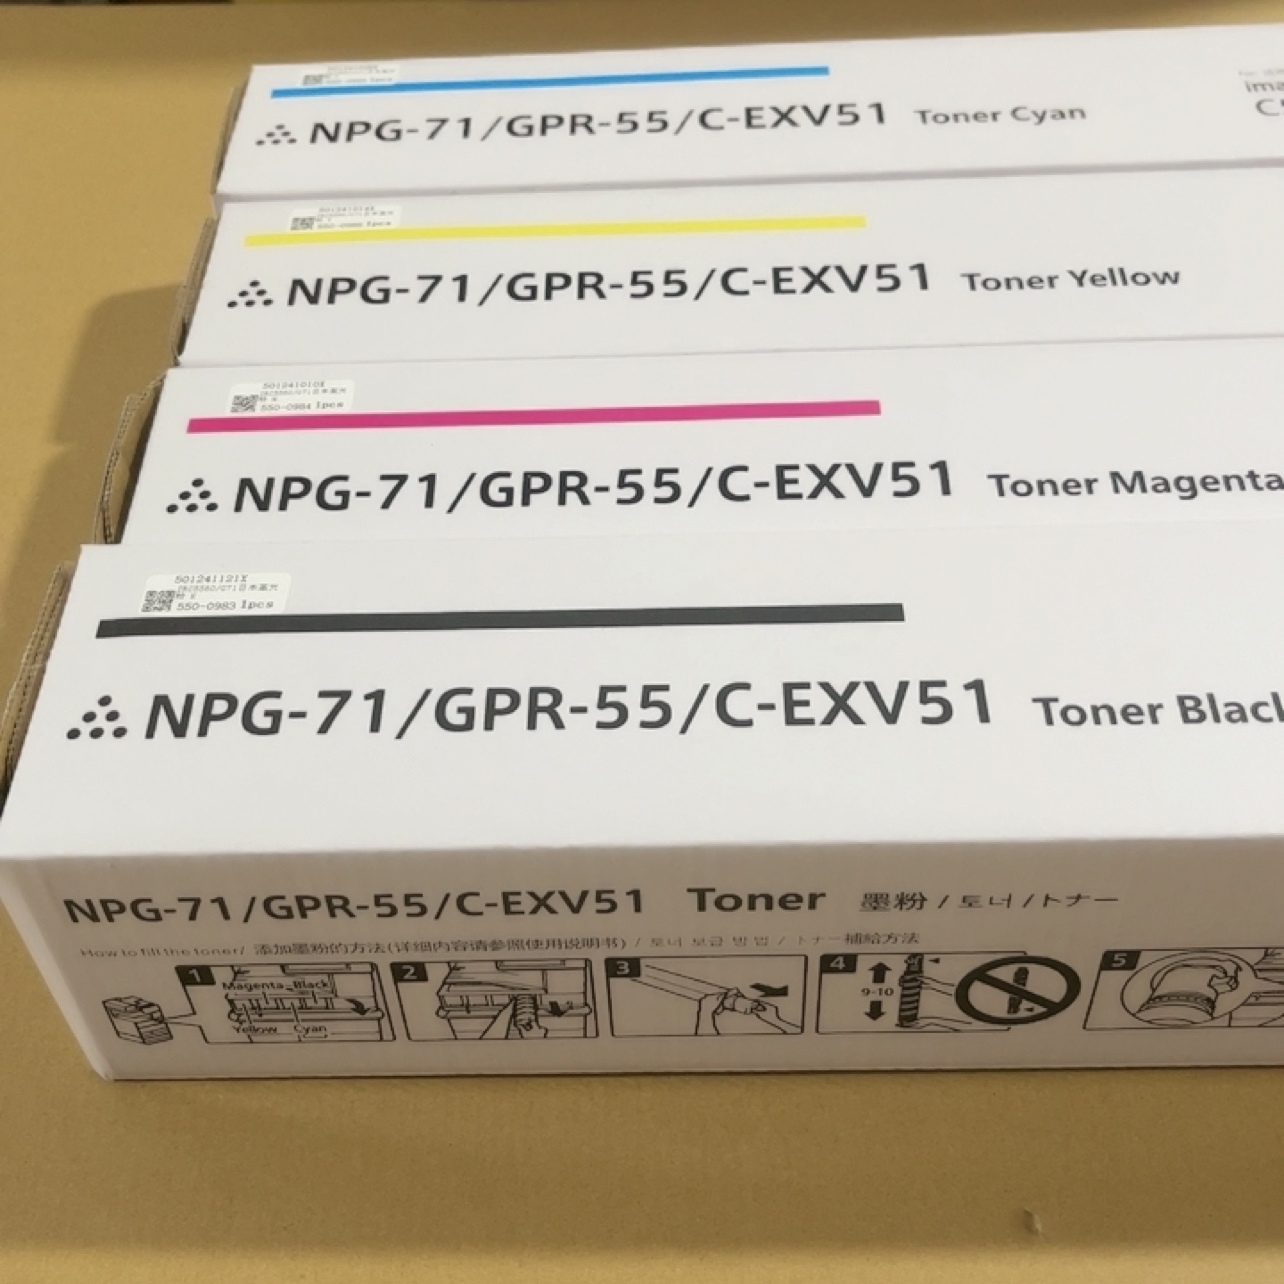 NPG-71/GPR-55/C-EXV51 Toner Cyan
NPG-71/GPR-55/C-EXV51 Toner Yellow
501241010X
550-0984 1pcs
NPG-71/GPR-55/C-EXV51 Toner Magenta
501241121X
550-0983 1pcs
NPG-71/GPR-55/C-EXV51 Toner Blac
NPG-71/GPR-55/C-EXV51 Toner 墨粉 / 토너 / トナー
How to fill the toner/ 添加墨粉的方法(详细内容请参照使用说明书) / 토너 보급 방법 / トナー補給方法
1 2 3 4 5
Magenta Black
9-10
Yellow Cyan